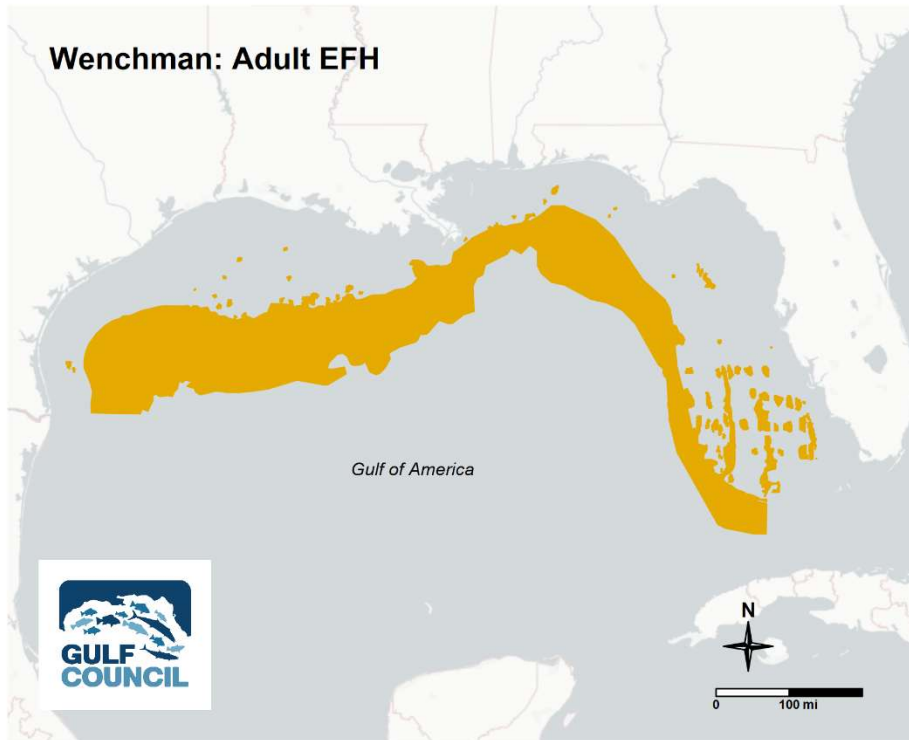 Wenchman: Adult EFH
Gulf of America
GULF
COUNCIL
N
0 100 mi